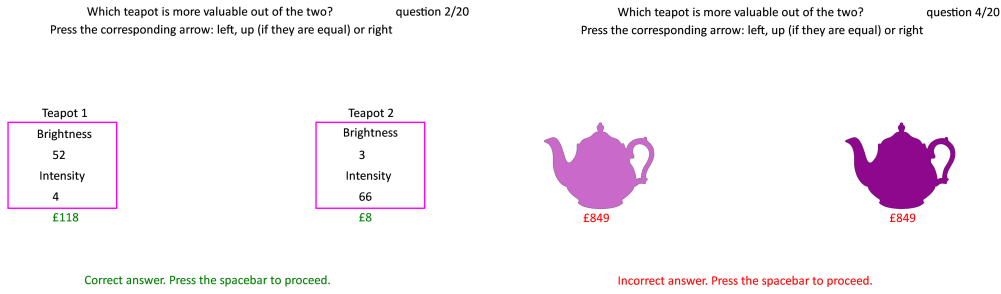 Which teapot is more valuable out of the two? question 2/20
Press the corresponding arrow: left, up (if they are equal) or right
Teapot 1 Teapot 2
Brightness Brightness
52 3
Intensity Intensity
4 66
£118 £8
Correct answer. Press the spacebar to proceed.
Which teapot is more valuable out of the two? question 4/20
Press the corresponding arrow: left, up (if they are equal) or right
£849 £849
Incorrect answer. Press the spacebar to proceed.